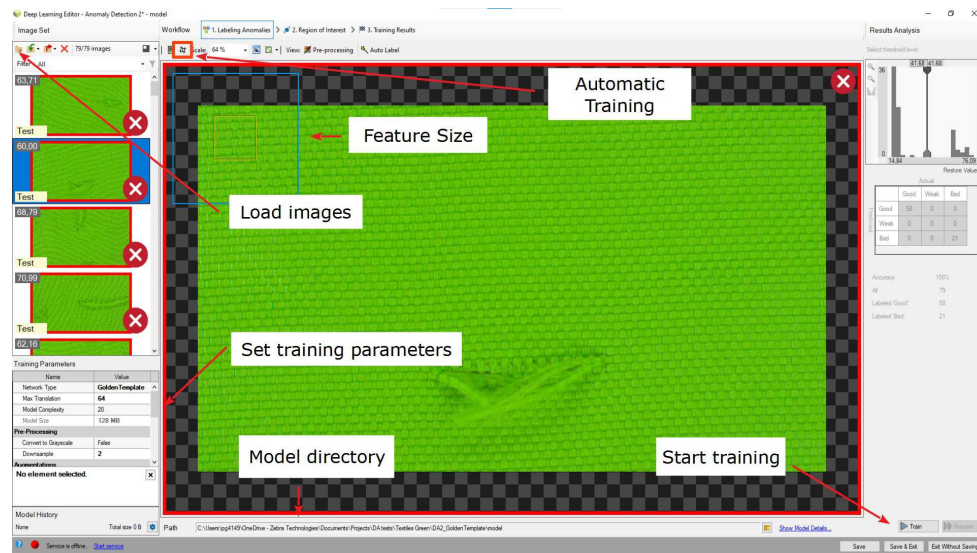 Deep Learning Editor - Anomaly Detection 2* - model
Image Set
Workflow
1. Labeling Anomalies
2. Region of Interest
3. Training Results
Results Analysis
79/79 images
Scale: 64 %
View: Pre-processing
Auto Label
Select threshold level:
Filter: All
63,71
Test
60,00
Test
68,79
Test
70,99
Test
62,16
Automatic
Training
Feature Size
Load images
Set training parameters
Model directory
Start training
41,68
41,68
36
0
14,84
76,09
Restore Value
Actual
Good
Weak
Bad
Predicted
Good
58
0
0
Weak
0
0
0
Bad
0
0
21
Accuracy
100%
All
79
Labeled 'Good'
58
Labeled 'Bad'
21
Training Parameters
Name
Value
Network Type
GoldenTemplate
Max Translation
64
Model Complexity
20
Model Size
128 MB
Pre-Processing
Convert to Grayscale
False
Downsample
2
Augmentations
No element selected.
Model History
None
Total size 0 B
Path
C:\Users\pg4149\OneDrive - Zebra Technologies\Documents\Projects\DA tests\Textiles Green\DA2_GoldenTemplate\model
Show Model Details...
Train
Resume
Service is offline.
Start service
Save
Save & Exit
Exit Without Saving